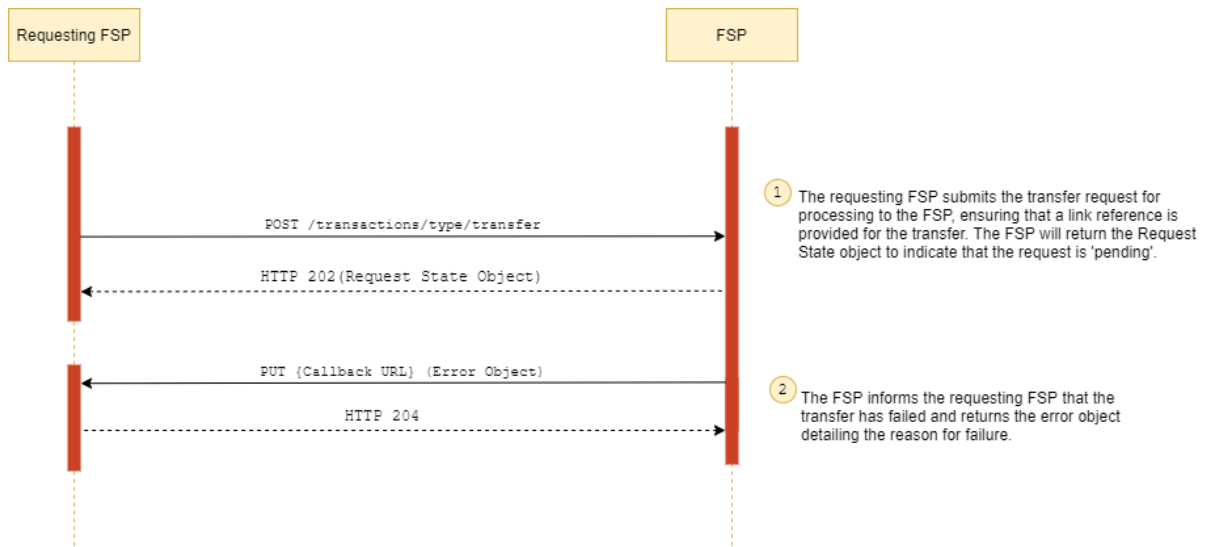 Requesting FSP
FSP
1
The requesting FSP submits the transfer request for
processing to the FSP, ensuring that a link reference is
provided for the transfer. The FSP will return the Request
State object to indicate that the request is 'pending'.
POST /transactions/type/transfer
HTTP 202(Request State Object)
PUT {Callback URL} (Error Object)
HTTP 204
2
The FSP informs the requesting FSP that the
transfer has failed and returns the error object
detailing the reason for failure.